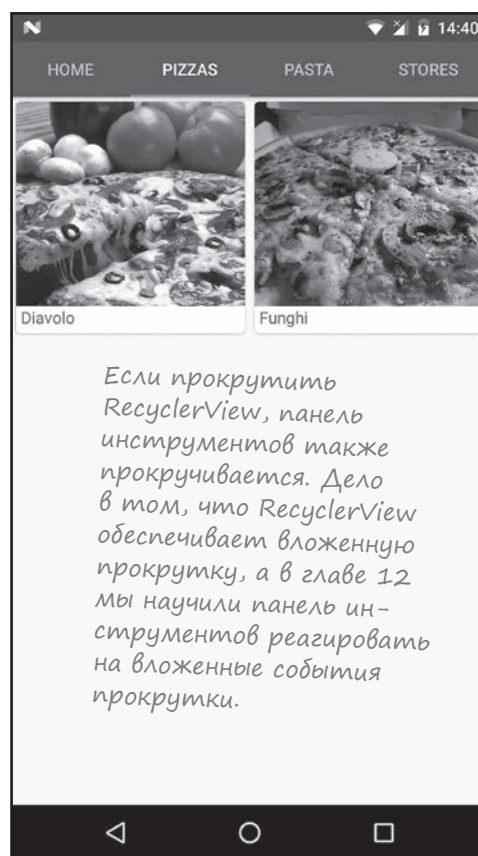 14:40
HOME PIZZAS PASTA STORES
Diavolo Funghi
Если прокрутить
RecyclerView, панель
инструментов также
прокручивается. Дело
в том, что RecyclerView
обеспечивает вложенную
прокрутку, а в главе 12
мы научили панель ин-
струментов реагировать
на вложенные события
прокрутки.